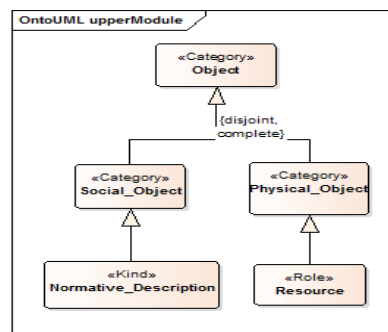 OntoUML upperModule
«Category»
Object
{disjoint,
complete}
«Category»
Social_Object
«Category»
Physical_Object
«Kind»
Normative_Description
«Role»
Resource